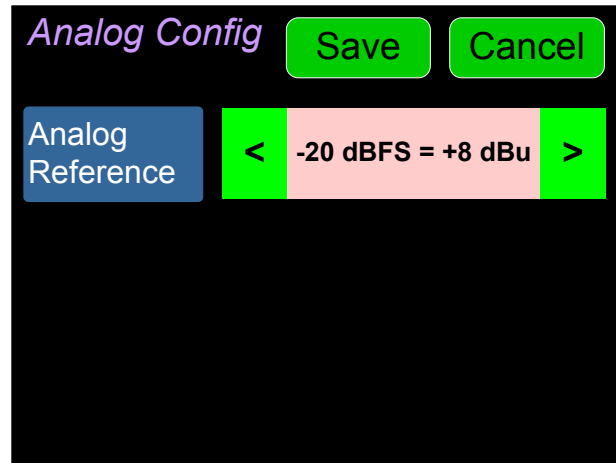 Analog Config
Save
Cancel
Analog
Reference
<
-20 dBFS = +8 dBu
>